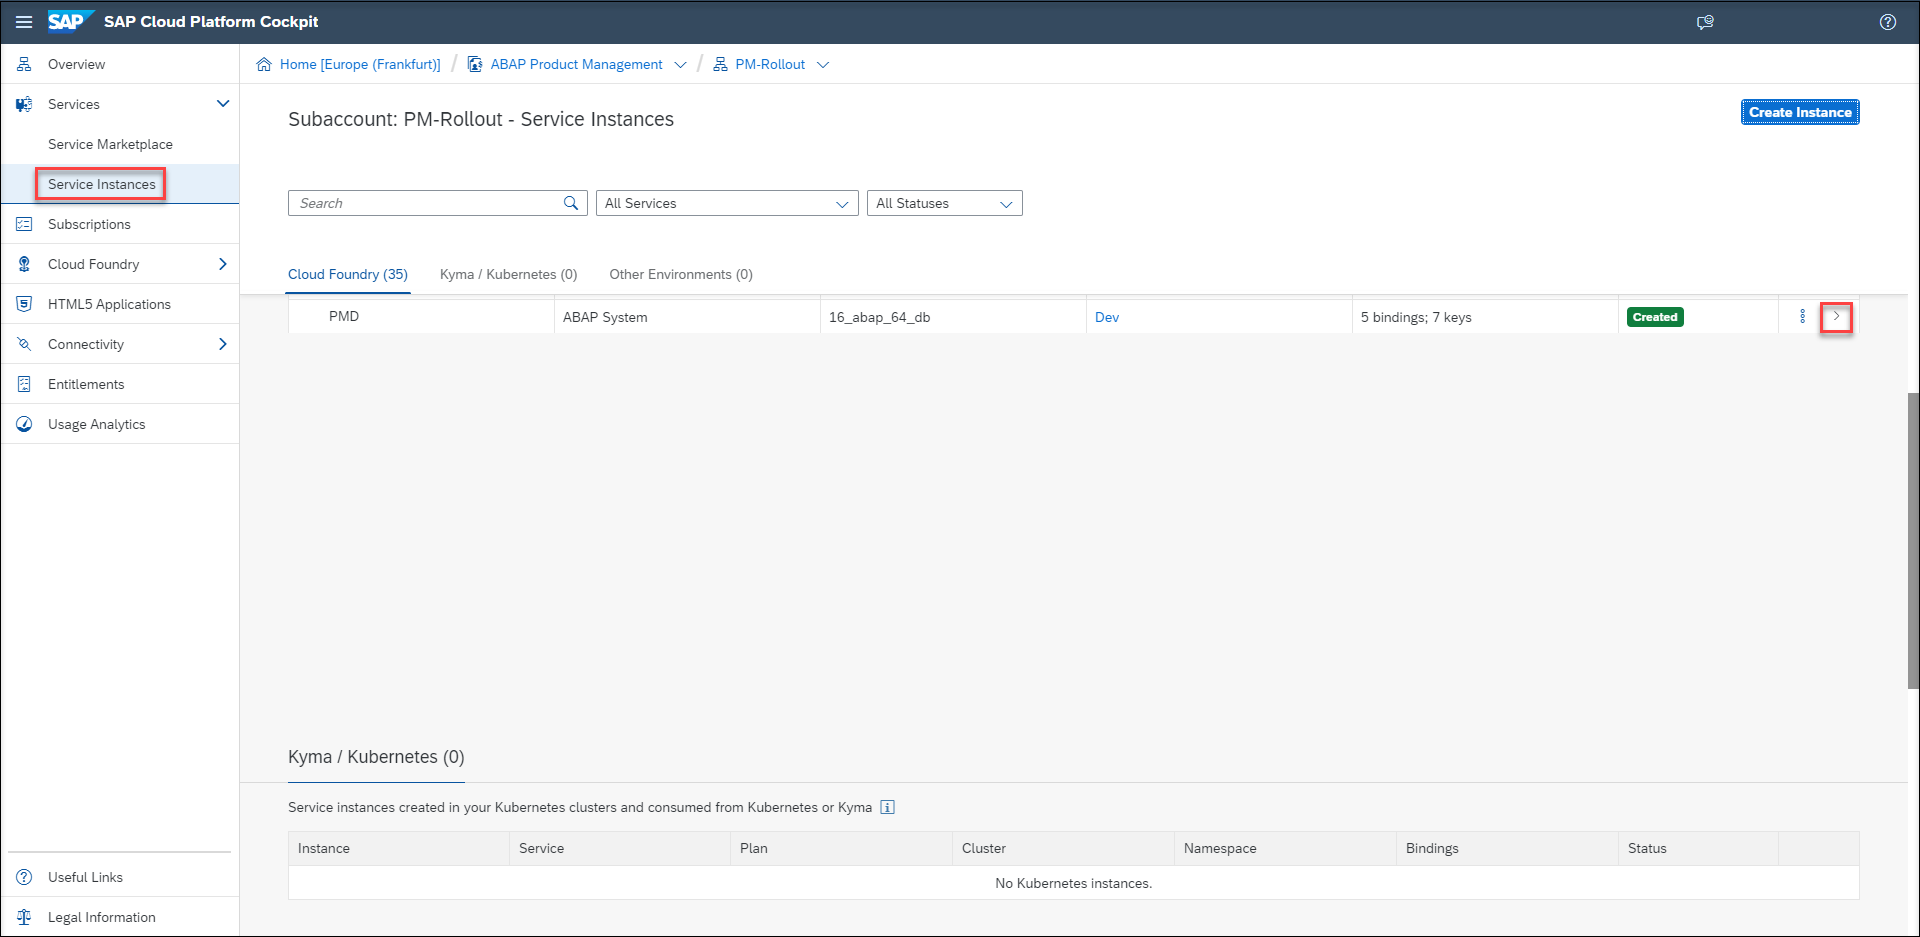 SAP SAP Cloud Platform Cockpit
Overview
Services
Service Marketplace
Service Instances
Subscriptions
Cloud Foundry
HTML5 Applications
Connectivity
Entitlements
Usage Analytics
Useful Links
Legal Information
Home [Europe (Frankfurt)] / ABAP Product Management / PM-Rollout
Subaccount: PM-Rollout - Service Instances
Create Instance
Search All Services All Statuses
Cloud Foundry (35) Kyma / Kubernetes (0) Other Environments (0)
PMD ABAP System 16_abap_64_db Dev 5 bindings; 7 keys Created
Kyma / Kubernetes (0)
Service instances created in your Kubernetes clusters and consumed from Kubernetes or Kyma
Instance Service Plan Cluster Namespace Bindings Status
No Kubernetes instances.